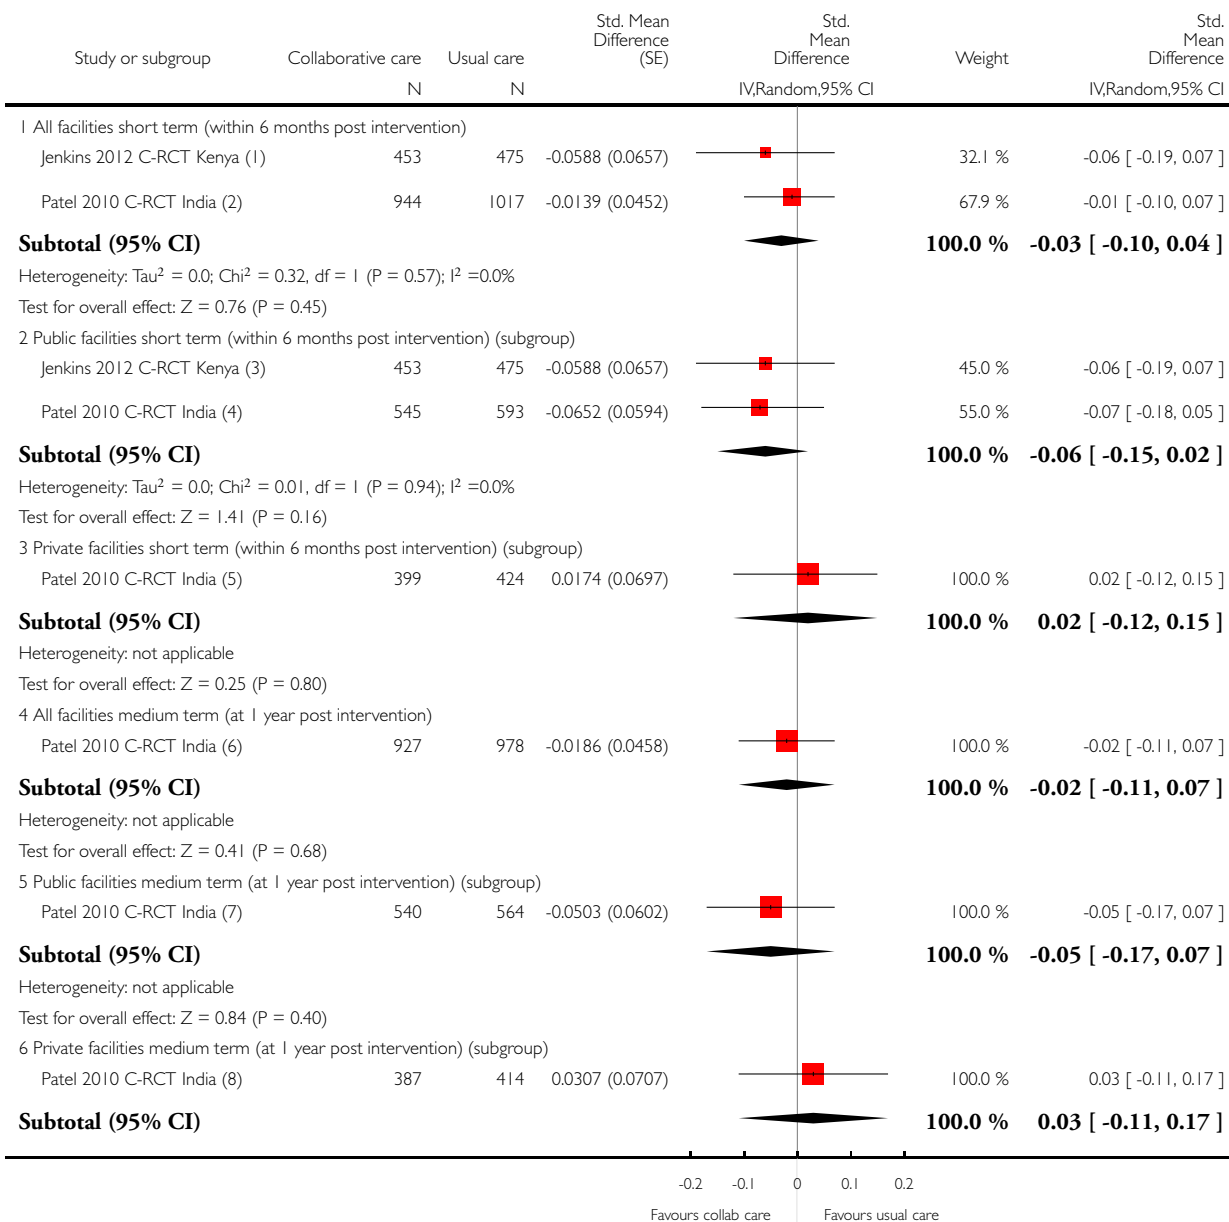 Study or subgroup Collaborative care Usual care Std. Mean Difference (SE) Std. Mean Difference Weight Std. Mean Difference
N N IV,Random,95% CI IV,Random,95% CI
1 All facilities short term (within 6 months post intervention)
Jenkins 2012 C-RCT Kenya (1) 453 475 -0.0588 (0.0657) 32.1 % -0.06 [ -0.19, 0.07 ]
Patel 2010 C-RCT India (2) 944 1017 -0.0139 (0.0452) 67.9 % -0.01 [ -0.10, 0.07 ]
Subtotal (95% CI) 100.0 % -0.03 [ -0.10, 0.04 ]
Heterogeneity: Tau² = 0.0; Chi² = 0.32, df = 1 (P = 0.57); I² =0.0%
Test for overall effect: Z = 0.76 (P = 0.45)
2 Public facilities short term (within 6 months post intervention) (subgroup)
Jenkins 2012 C-RCT Kenya (3) 453 475 -0.0588 (0.0657) 45.0 % -0.06 [ -0.19, 0.07 ]
Patel 2010 C-RCT India (4) 545 593 -0.0652 (0.0594) 55.0 % -0.07 [ -0.18, 0.05 ]
Subtotal (95% CI) 100.0 % -0.06 [ -0.15, 0.02 ]
Heterogeneity: Tau² = 0.0; Chi² = 0.01, df = 1 (P = 0.94); I² =0.0%
Test for overall effect: Z = 1.41 (P = 0.16)
3 Private facilities short term (within 6 months post intervention) (subgroup)
Patel 2010 C-RCT India (5) 399 424 0.0174 (0.0697) 100.0 % 0.02 [ -0.12, 0.15 ]
Subtotal (95% CI) 100.0 % 0.02 [ -0.12, 0.15 ]
Heterogeneity: not applicable
Test for overall effect: Z = 0.25 (P = 0.80)
4 All facilities medium term (at 1 year post intervention)
Patel 2010 C-RCT India (6) 927 978 -0.0186 (0.0458) 100.0 % -0.02 [ -0.11, 0.07 ]
Subtotal (95% CI) 100.0 % -0.02 [ -0.11, 0.07 ]
Heterogeneity: not applicable
Test for overall effect: Z = 0.41 (P = 0.68)
5 Public facilities medium term (at 1 year post intervention) (subgroup)
Patel 2010 C-RCT India (7) 540 564 -0.0503 (0.0602) 100.0 % -0.05 [ -0.17, 0.07 ]
Subtotal (95% CI) 100.0 % -0.05 [ -0.17, 0.07 ]
Heterogeneity: not applicable
Test for overall effect: Z = 0.84 (P = 0.40)
6 Private facilities medium term (at 1 year post intervention) (subgroup)
Patel 2010 C-RCT India (8) 387 414 0.0307 (0.0707) 100.0 % 0.03 [ -0.11, 0.17 ]
Subtotal (95% CI) 100.0 % 0.03 [ -0.11, 0.17 ]
-0.2 -0.1 0 0.1 0.2
Favours collab care Favours usual care